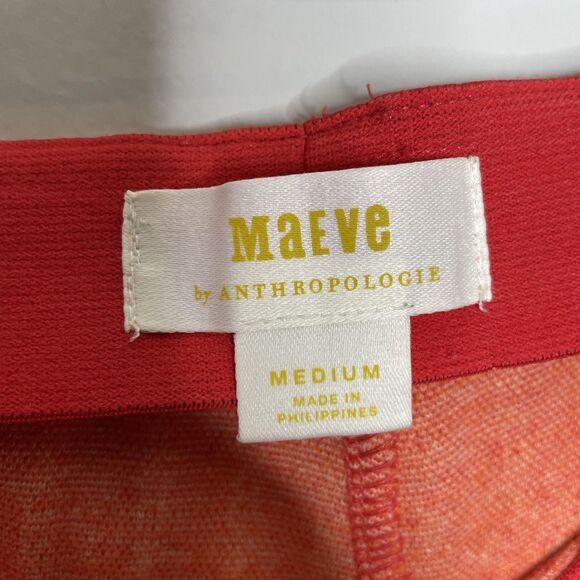 MaEve
by ANTHROPOLOGIE
MEDIUM
MADE IN
PHILIPPINES